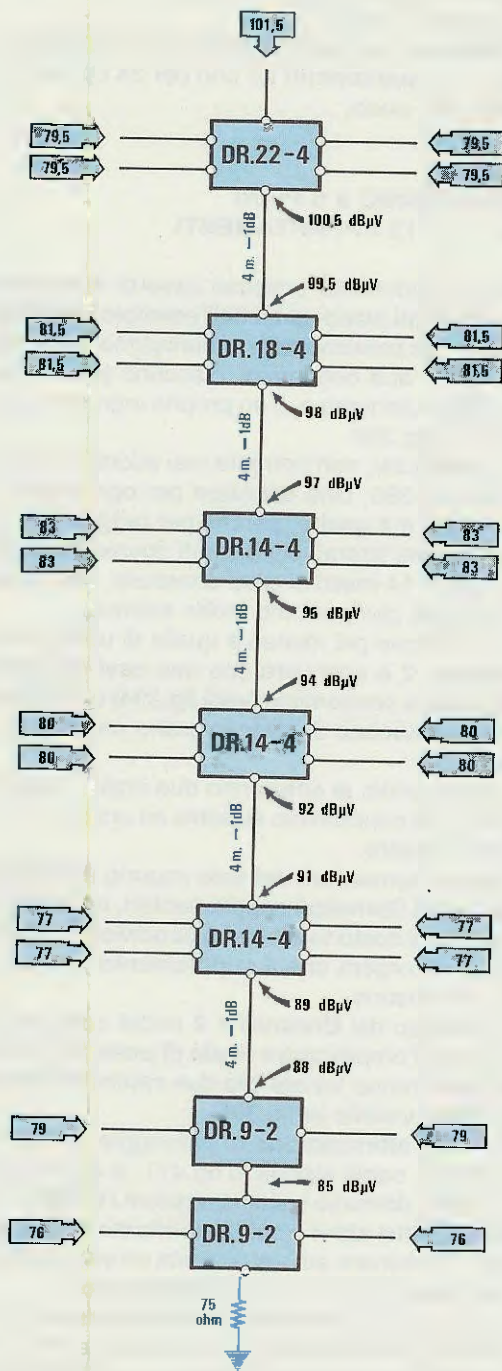 101,5
79,5 DR.22-4 79,5
79,5 79,5
100,5 dBµV
4 m. -1dB
99,5 dBµV
81,5 DR.18-4 81,5
81,5 81,5
98 dBµV
4 m. -1dB
97 dBµV
83 DR.14-4 83
83 83
95 dBµV
4 m. -1dB
94 dBµV
80 DR.14-4 80
80 80
92 dBµV
4 m. -1dB
91 dBµV
77 DR.14-4 77
77 77
89 dBµV
4 m. -1dB
88 dBµV
79 DR.9-2 79
85 dBµV
76 DR.9-2 76
75
ohm